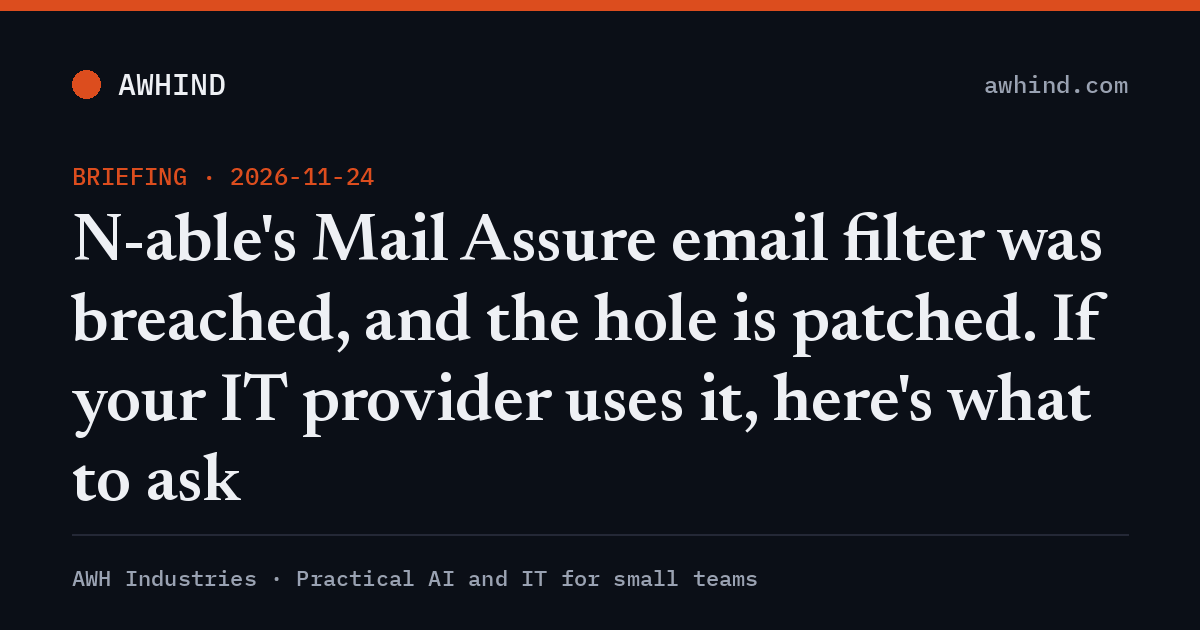 AWHIND
awhind.com
BRIEFING · 2026-11-24
N-able's Mail Assure email filter was
breached, and the hole is patched. If
your IT provider uses it, here's what
to ask
AWH Industries · Practical AI and IT for small teams